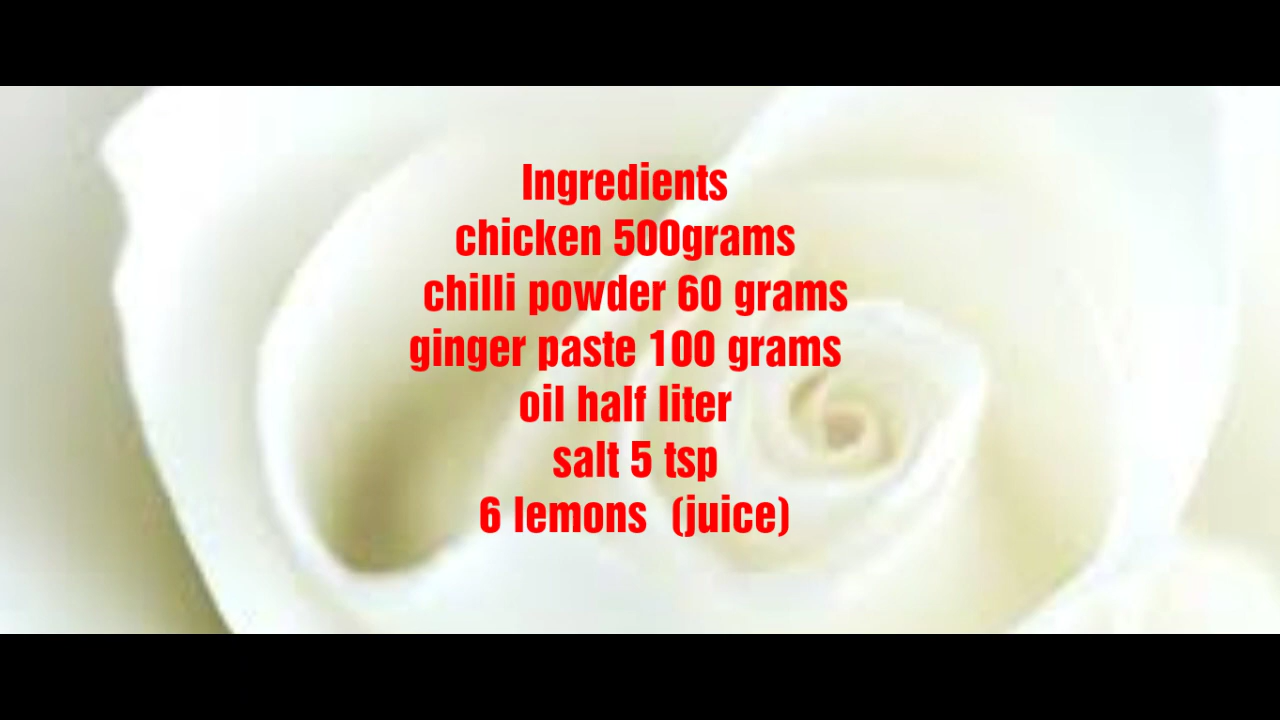 Ingredients
chicken 500grams
chilli powder 60 grams
ginger paste 100 grams
oil half liter
salt 5 tsp
6 lemons (juice)